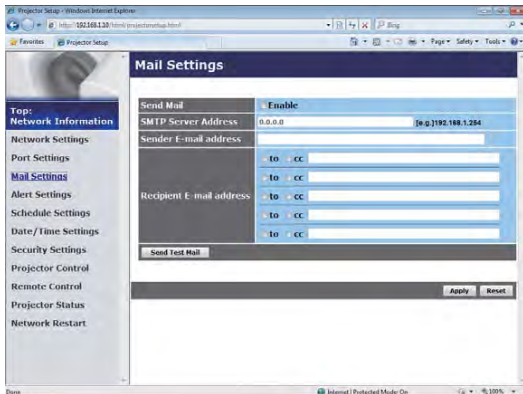 Projector Setup - Windows Internet Explorer
http://192.168.1.10/html/projectorsetup.html
Bing
Favorites Projector Setup
Page Safety Tools
Mail Settings
Top:
Network Information
Network Settings
Port Settings
Mail Settings
Alert Settings
Schedule Settings
Date/Time Settings
Security Settings
Projector Control
Remote Control
Projector Status
Network Restart
Send Mail Enable
SMTP Server Address 0.0.0.0 [e.g.]192.168.1.254
Sender E-mail address
Recipient E-mail address
to cc
to cc
to cc
to cc
to cc
Send Test Mail
Apply Reset
Done Internet | Protected Mode: On 100%